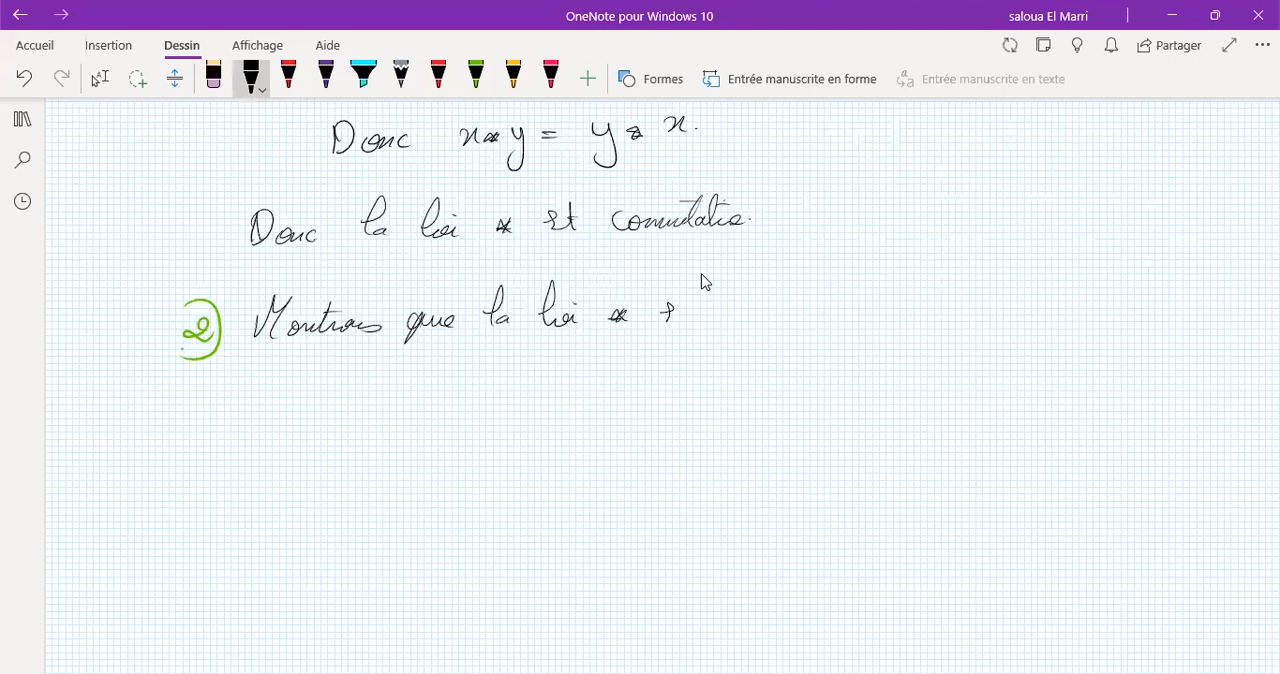 OneNote pour Windows 10
saloua El Marri
Accueil Insertion Dessin Affichage Aide
Partager
Formes Entrée manuscrite en forme Entrée manuscrite en texte
Donc x * y = y * x.
Donc la loi * est commutative.
2) Montrons que la loi *